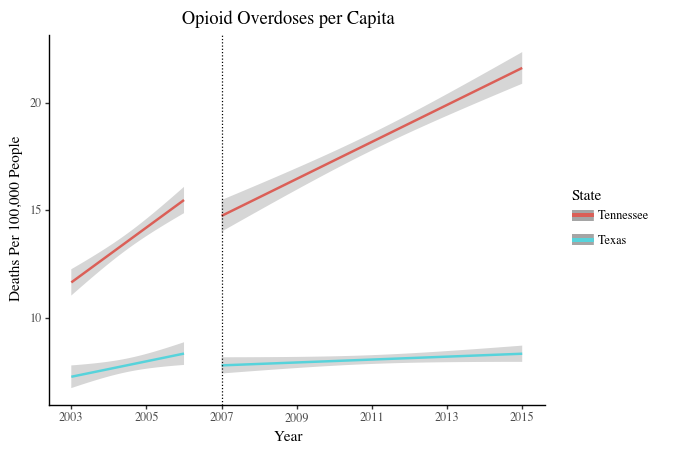 Opioid Overdoses per Capita
Deaths Per 100,000 People
20
15
10
2003 2005 2007 2009 2011 2013 2015
Year
State
Tennessee
Texas